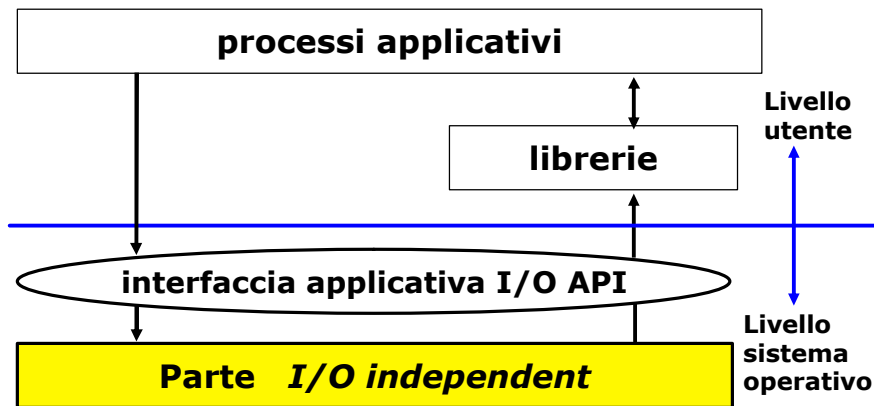 processi applicativi
Livello
utente
librerie
interfaccia applicativa I/O API
Livello
sistema
operativo
Parte I/O independent